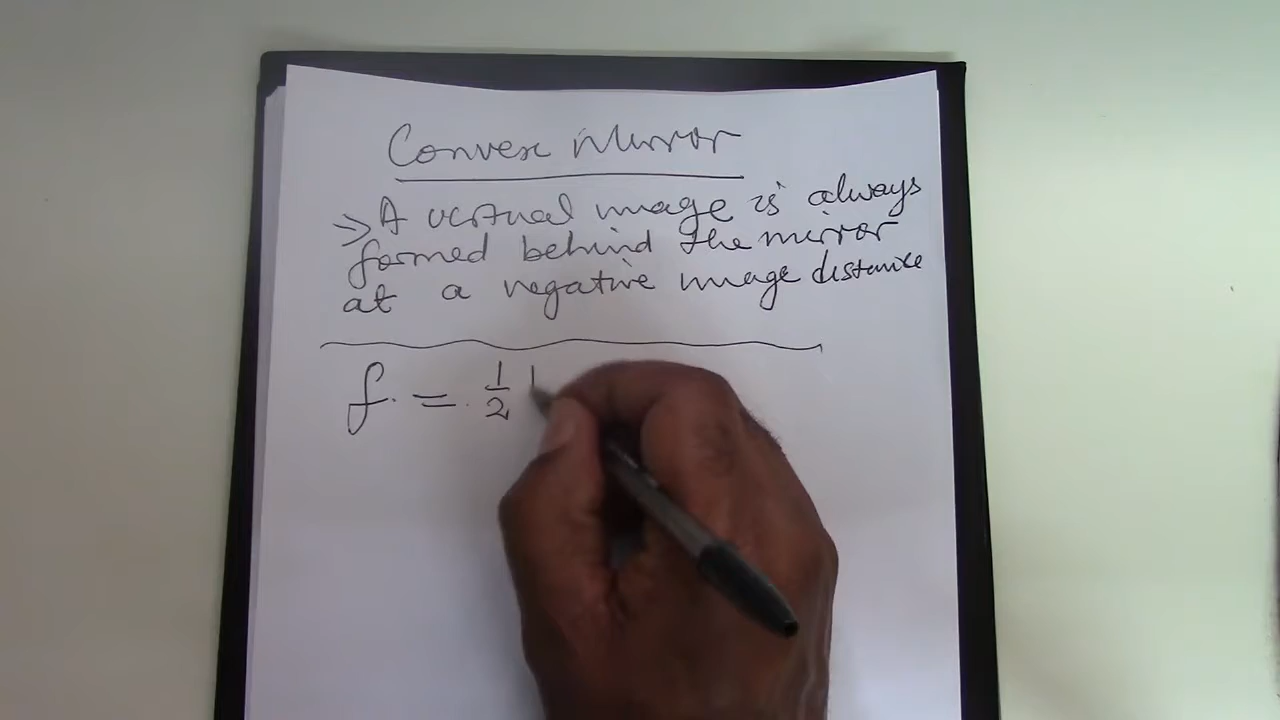 Convex Mirror
=> A virtual image is always
formed behind the mirror
at a negative image distance
f = 1/2